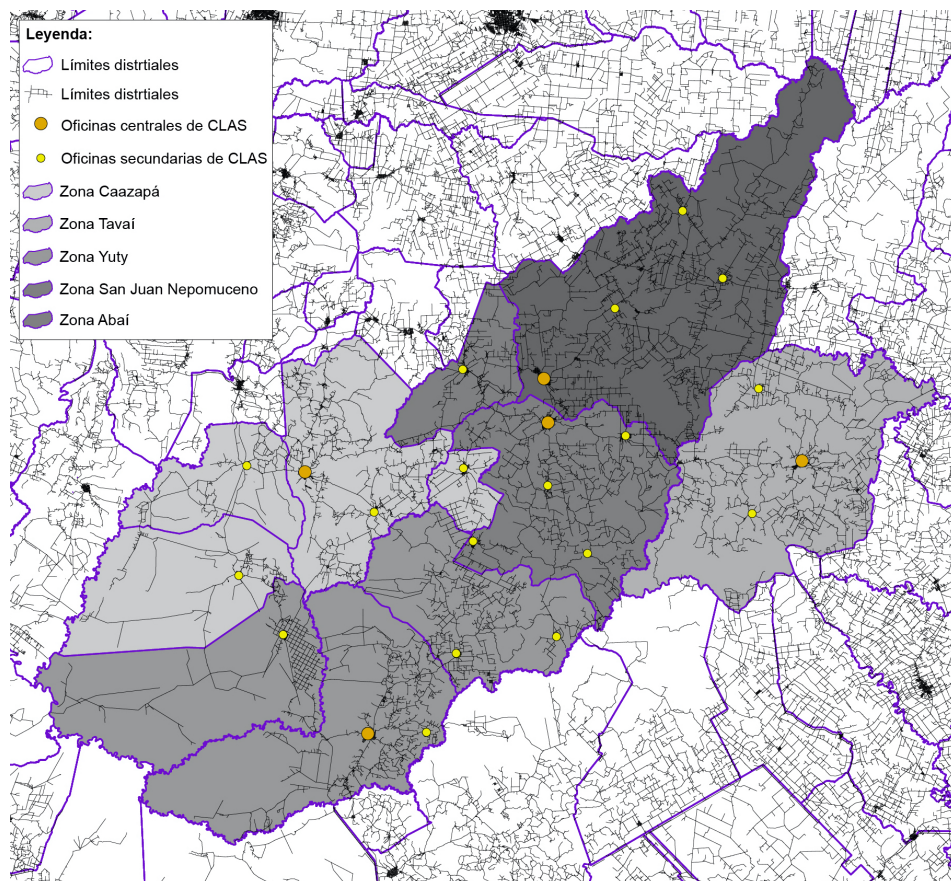 Leyenda:
Límites distrtiales
Límites distrtiales
Oficinas centrales de CLAS
Oficinas secundarias de CLAS
Zona Caazapá
Zona Tavaí
Zona Yuty
Zona San Juan Nepomuceno
Zona Abaí